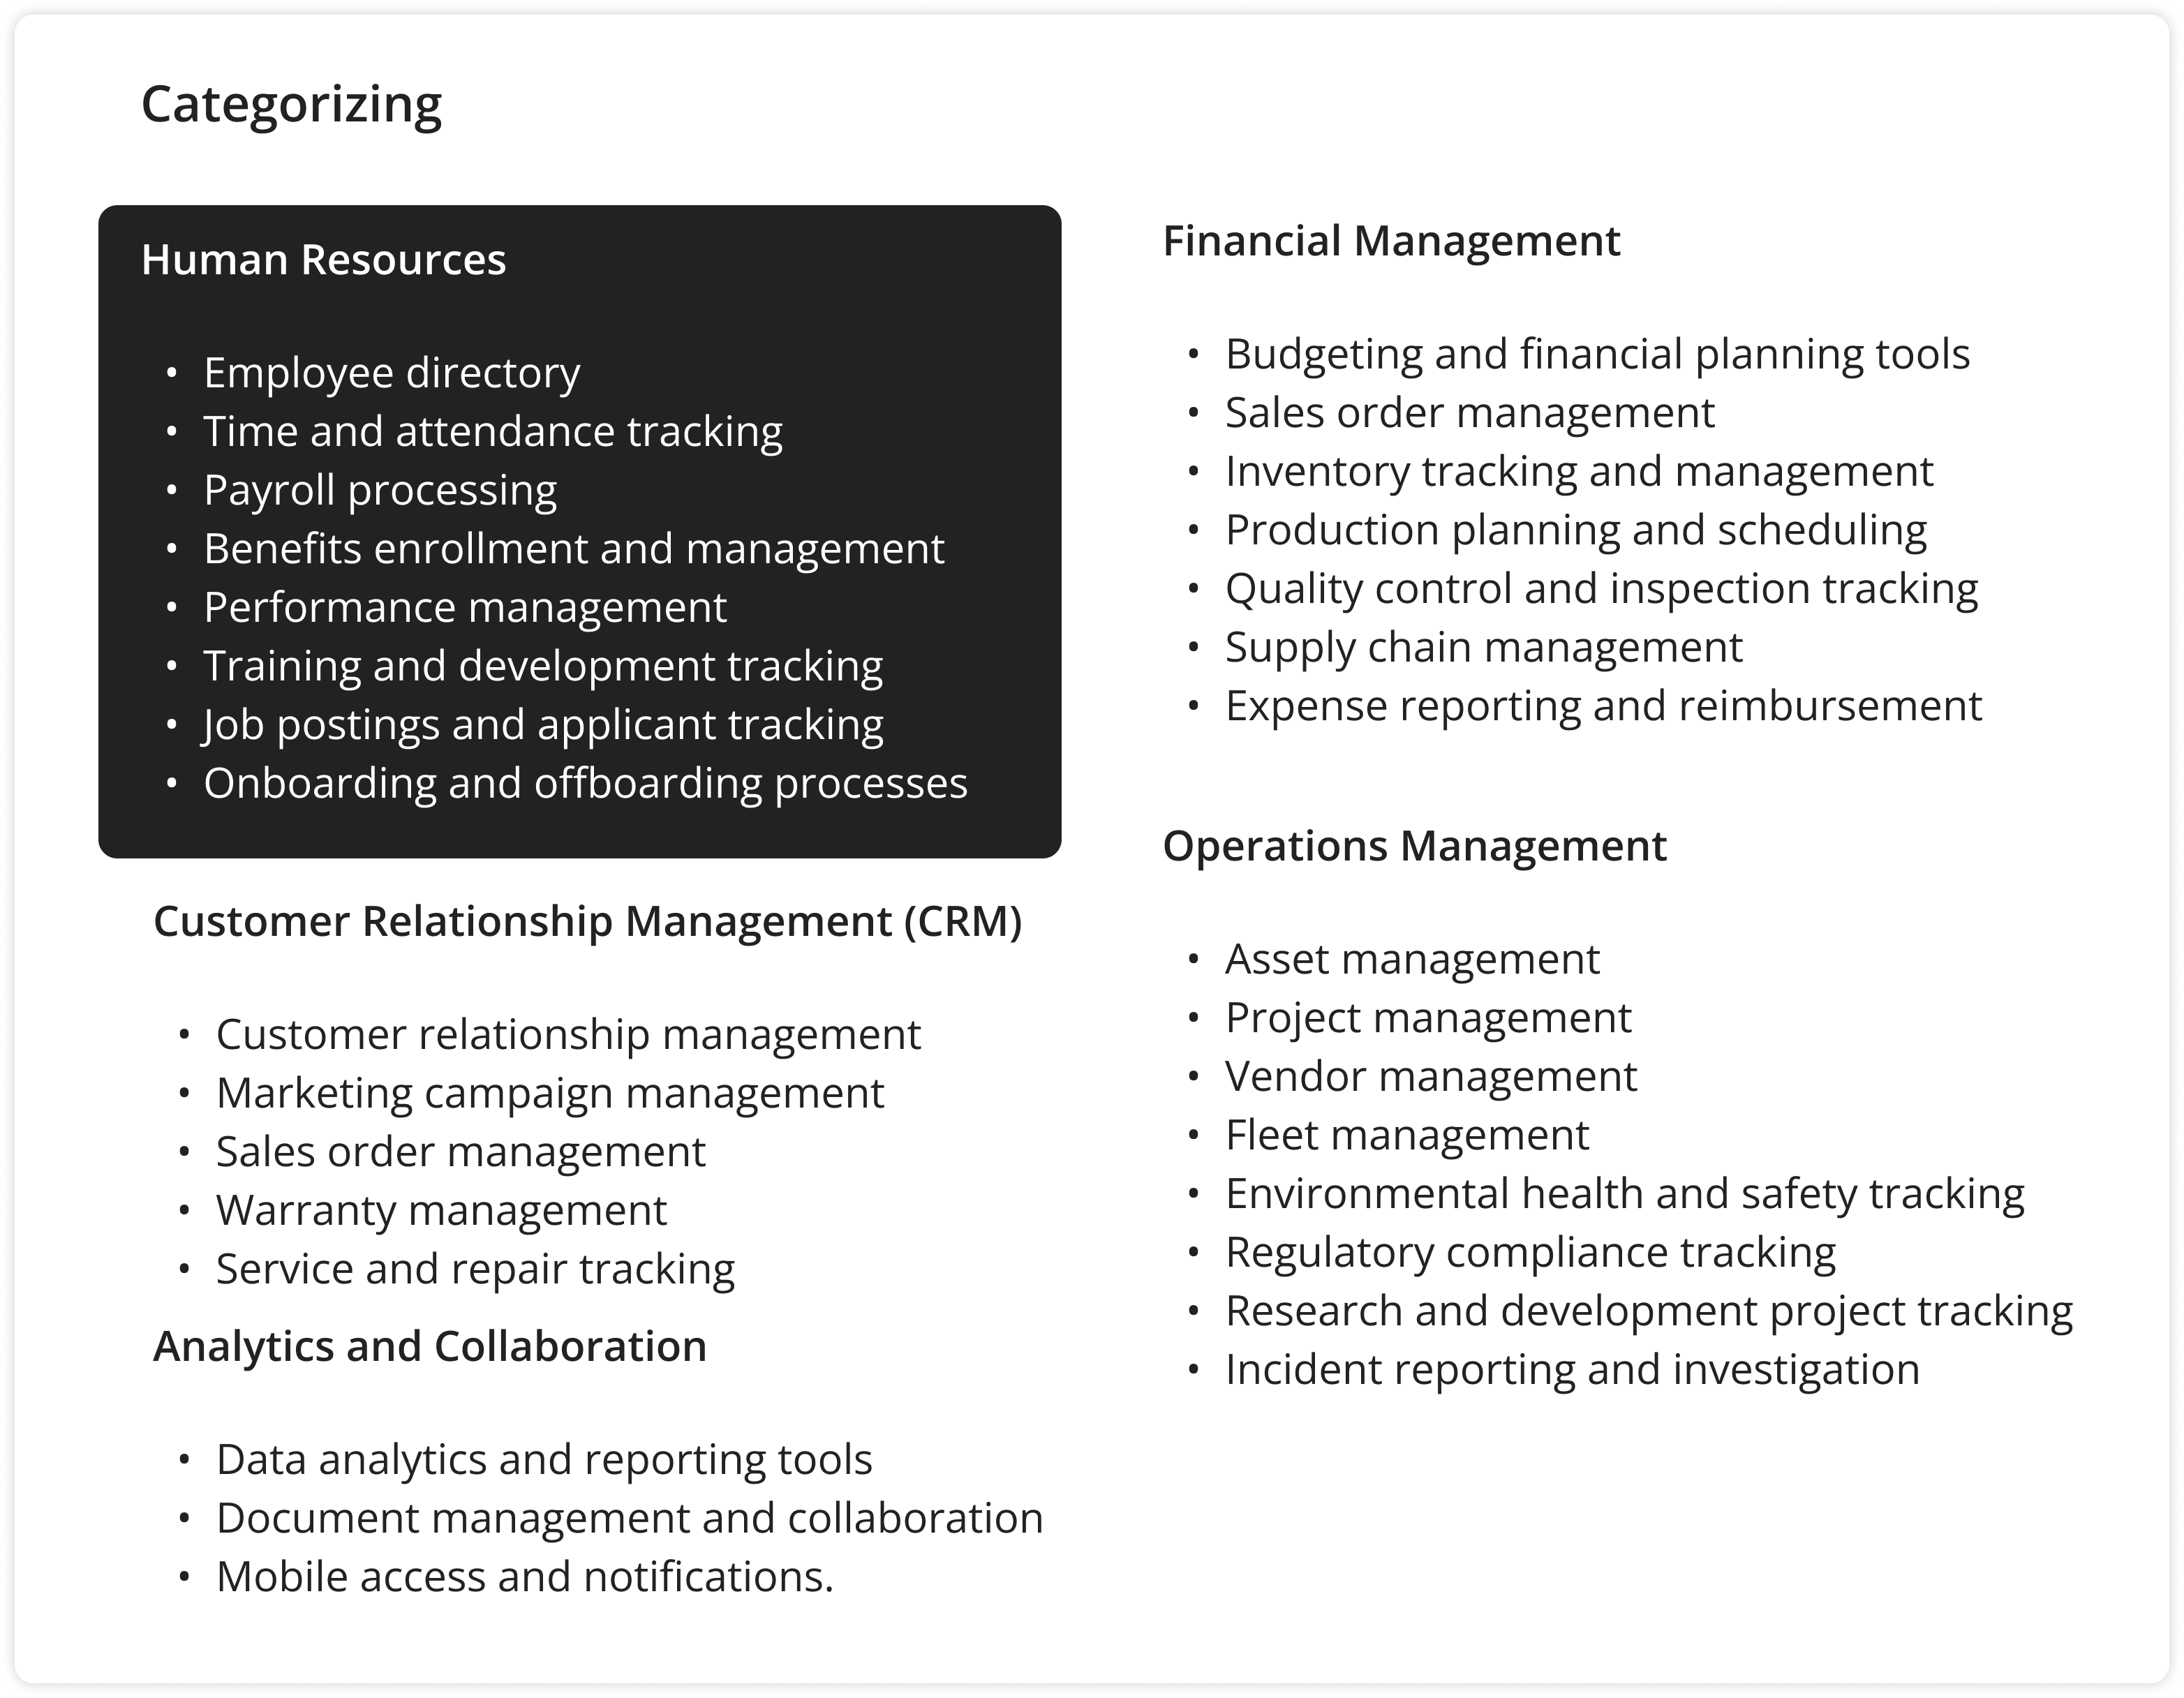 Categorizing
Human Resources
• Employee directory
• Time and attendance tracking
• Payroll processing
• Benefits enrollment and management
• Performance management
• Training and development tracking
• Job postings and applicant tracking
• Onboarding and offboarding processes
Customer Relationship Management (CRM)
• Customer relationship management
• Marketing campaign management
• Sales order management
• Warranty management
• Service and repair tracking
Analytics and Collaboration
• Data analytics and reporting tools
• Document management and collaboration
• Mobile access and notifications.
Financial Management
• Budgeting and financial planning tools
• Sales order management
• Inventory tracking and management
• Production planning and scheduling
• Quality control and inspection tracking
• Supply chain management
• Expense reporting and reimbursement
Operations Management
• Asset management
• Project management
• Vendor management
• Fleet management
• Environmental health and safety tracking
• Regulatory compliance tracking
• Research and development project tracking
• Incident reporting and investigation